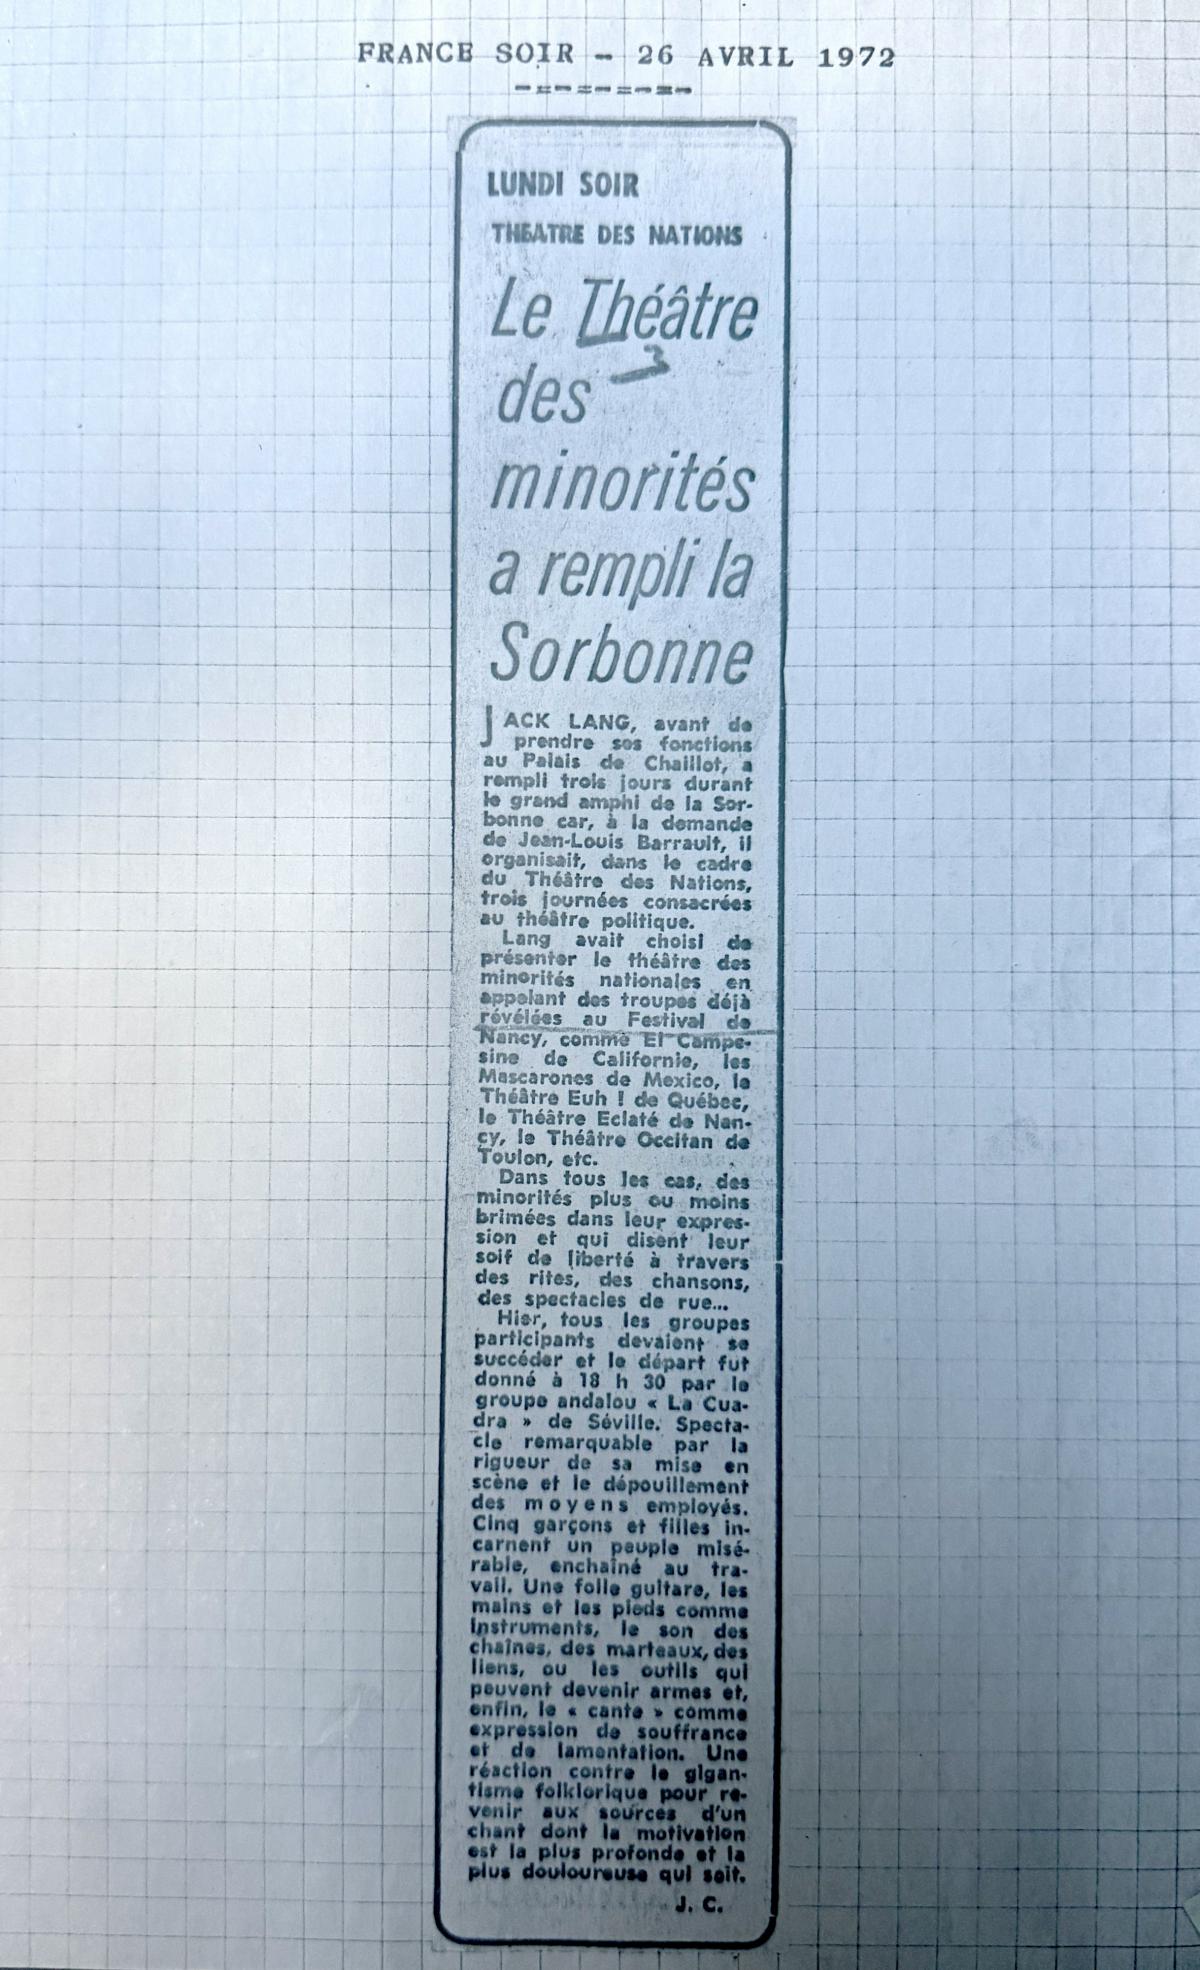 FRANCE SOIR - 26 AVRIL 1972
LUNDI SOIR
THEATRE DES NATIONS
Le Théâtre
des
minorités
a rempli la
Sorbonne
JACK LANG, avant de
prendre ses fonctions
au Palais de Chaillot, a
rempli trois jours durant
le grand amphi de la Sor-
bonne car, à la demande
de Jean-Louis Barrault, il
organisait, dans le cadre
du Théâtre des Nations,
trois journées consacrées
au théâtre politique.
Lang avait choisi de
présenter le théâtre des
minorités nationales en
appelant des troupes déjà
révélées au Festival de
Nancy, comme El Campe-
sine de Californie, les
Mascarones de Mexico, le
Théâtre Euh ! de Québec,
le Théâtre Eclaté de Nan-
cy, le Théâtre Occitan de
Toulon, etc.
Dans tous les cas, des
minorités plus ou moins
brimées dans leur expres-
sion et qui disent leur
soif de liberté à travers
des rites, des chansons,
des spectacles de rue...
Hier, tous les groupes
participants devaient se
succéder et le départ fut
donné à 18 h 30 par le
groupe andalou « La Cua-
dra » de Séville. Specta-
cle remarquable par la
rigueur de sa mise en
scène et le dépouillement
des moyens employés.
Cinq garçons et filles in-
carnent un peuple misé-
rable, enchaîné au tra-
vail. Une folle guitare, les
mains et les pieds comme
instruments, le son des
chaînes, des marteaux, des
liens, ou les outils qui
peuvent devenir armes et,
enfin, le « cante » comme
expression de souffrance
et de lamentation. Une
réaction contre le gigan-
tisme folklorique pour re-
venir aux sources d'un
chant dont la motivation
est la plus profonde et la
plus douloureuse qui soit.
J. C.